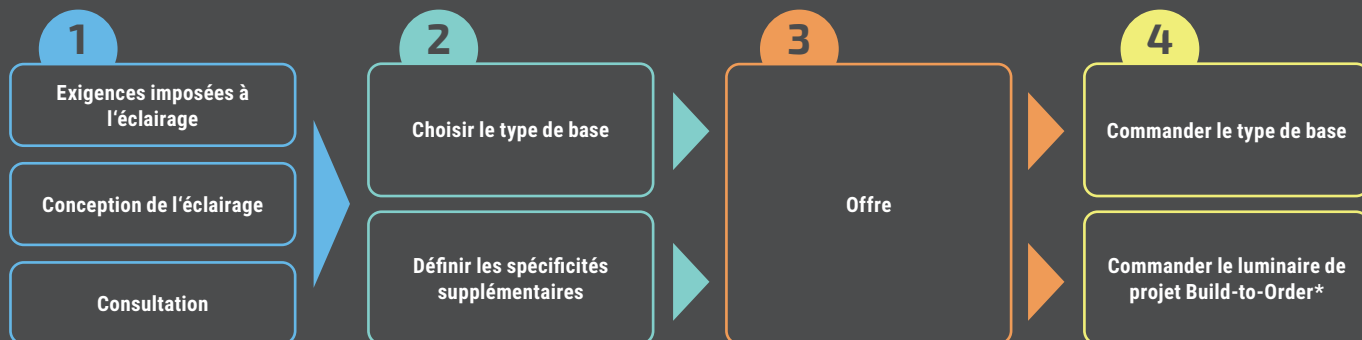 1
Exigences imposées à
l‘éclairage
Conception de l‘éclairage
Consultation
2
Choisir le type de base
Définir les spécificités
supplémentaires
3
Offre
4
Commander le type de base
Commander le luminaire de
projet Build-to-Order*